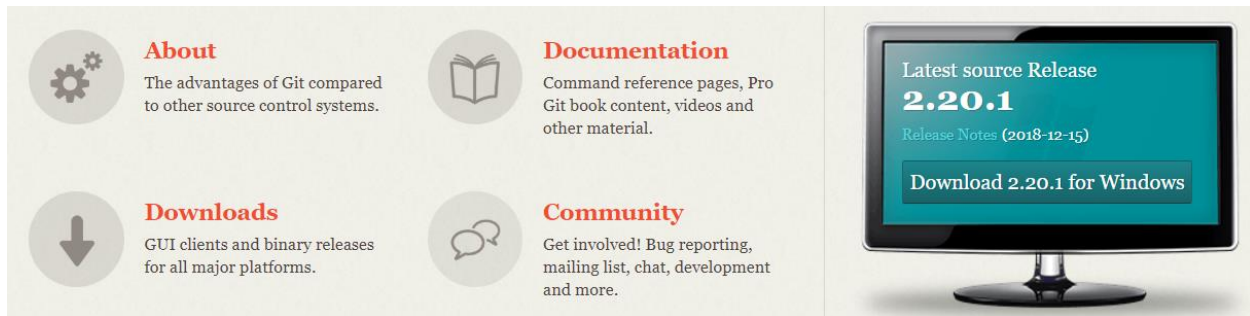 About
The advantages of Git compared
to other source control systems.
Documentation
Command reference pages, Pro
Git book content, videos and
other material.
Downloads
GUI clients and binary releases
for all major platforms.
Community
Get involved! Bug reporting,
mailing list, chat, development
and more.
Latest source Release
2.20.1
Release Notes (2018-12-15)
Download 2.20.1 for Windows